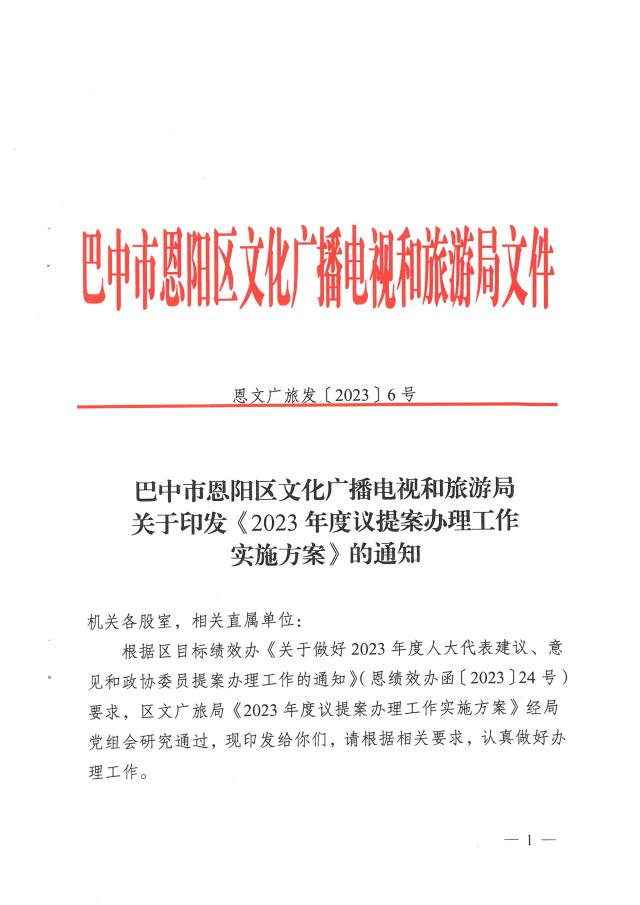 巴中市恩阳区文化广播电视和旅游局文件
恩文广旅发〔2023〕6号
巴中市恩阳区文化广播电视和旅游局
关于印发《2023年度议提案办理工作
实施方案》的通知
机关各股室，相关直属单位：
根据区目标绩效办《关于做好2023年度人大代表建议、意
见和政协委员提案办理工作的通知》（恩绩效办函〔2023〕24号）
要求，区文广旅局《2023年度议提案办理工作实施方案》经局
党组会研究通过，现印发给你们，请根据相关要求，认真做好办
理工作。
— 1 —